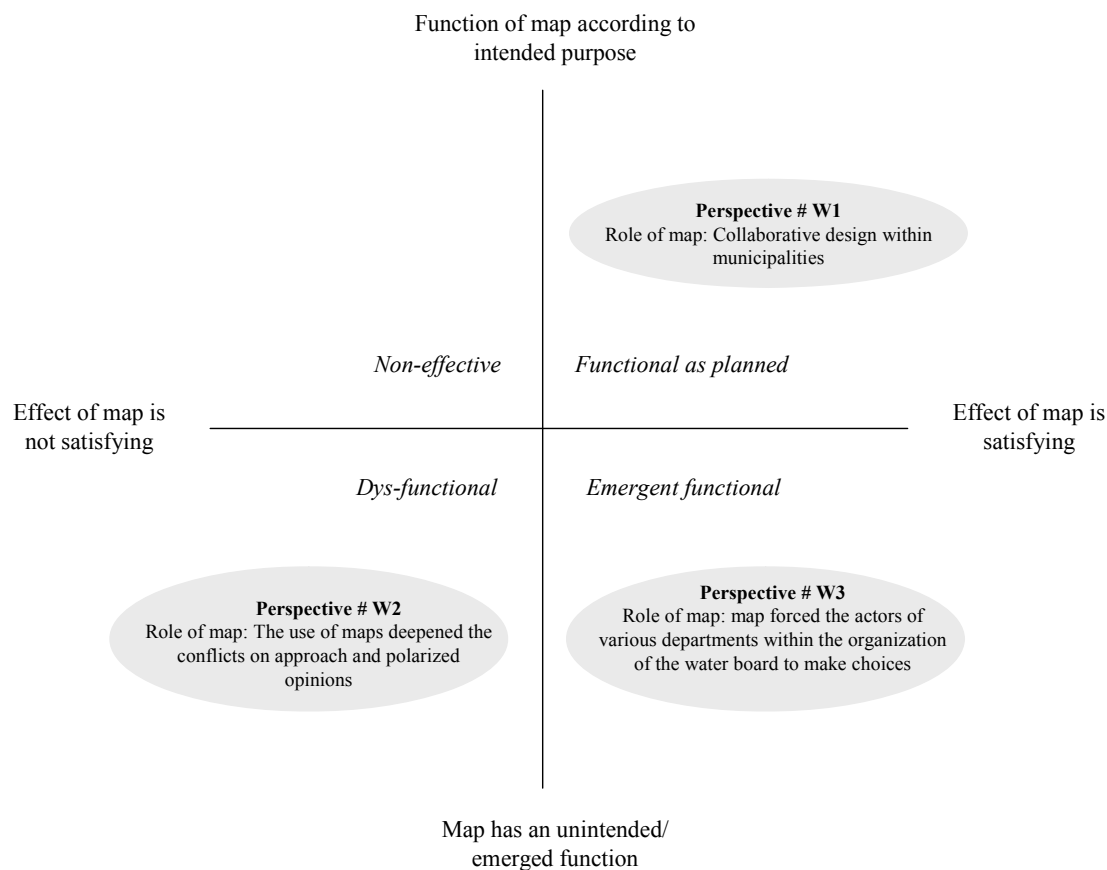 Function of map according to
intended purpose
Perspective # W1
Role of map: Collaborative design within
municipalities
Non-effective
Functional as planned
Effect of map is
not satisfying
Effect of map is
satisfying
Dys-functional
Emergent functional
Perspective # W2
Role of map: The use of maps deepened the
conflicts on approach and polarized
opinions
Perspective # W3
Role of map: map forced the actors of
various departments within the organization
of the water board to make choices
Map has an unintended/
emerged function